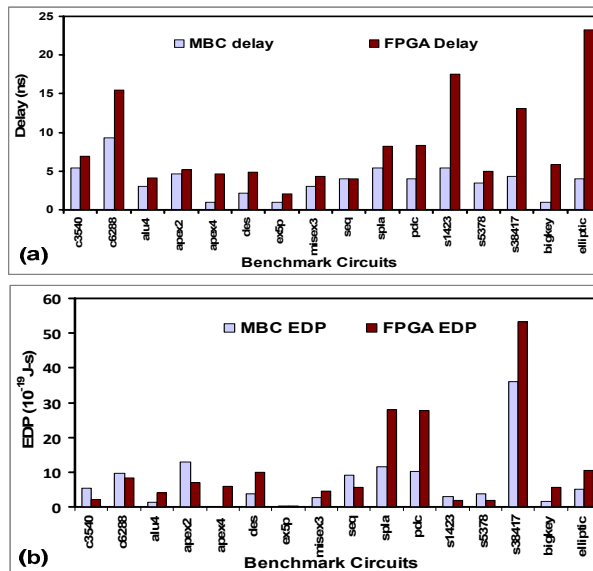 25
20
15
10
5
0
Delay (ns)
MBC delay
FPGA Delay
c3540
c6288
alu4
apex2
apex4
des
ex5p
misex3
seq
spla
pdc
s1423
s5378
s38417
bigkey
elliptic
(a)
Benchmark Circuits
60
50
40
30
20
10
0
EDP (10⁻¹⁹ J-s)
MBC EDP
FPGA EDP
c3540
c6288
alu4
apex2
apex4
des
ex5p
misex3
seq
spla
pdc
s1423
s5378
s38417
bigkey
elliptic
(b)
Benchmark Circuits